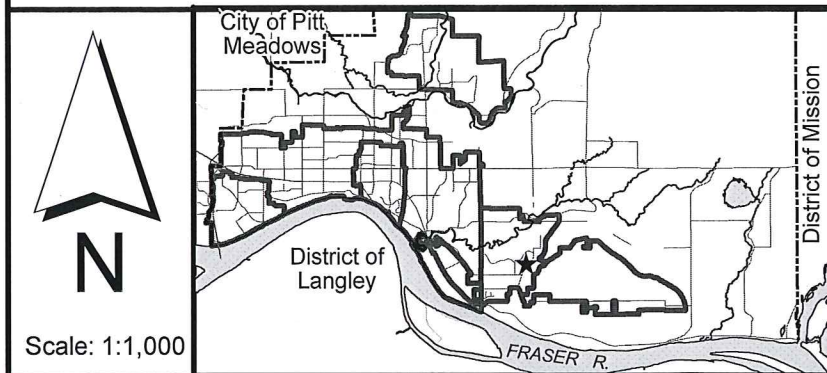 N
Scale: 1:1,000
City of Pitt
Meadows
District of
Langley
FRASER R.
District of Mission